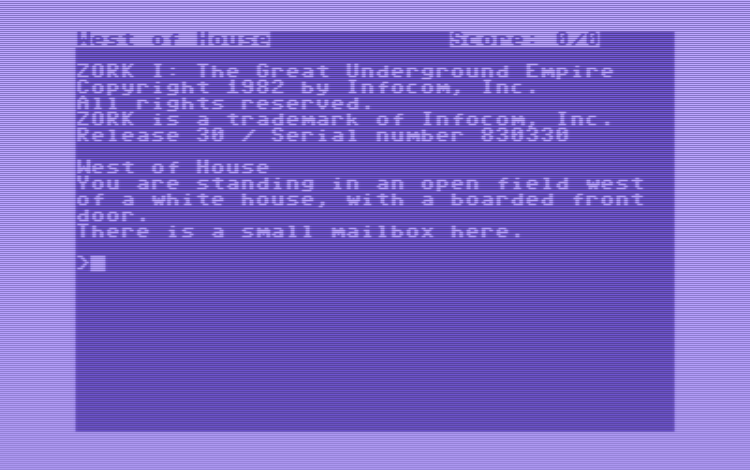 West of House Score: 0/0
ZORK I: The Great Underground Empire
Copyright 1982 by Infocom, Inc.
All rights reserved.
ZORK is a trademark of Infocom, Inc.
Release 30 / Serial number 830330
West of House
You are standing in an open field west
of a white house, with a boarded front
door.
There is a small mailbox here.
>